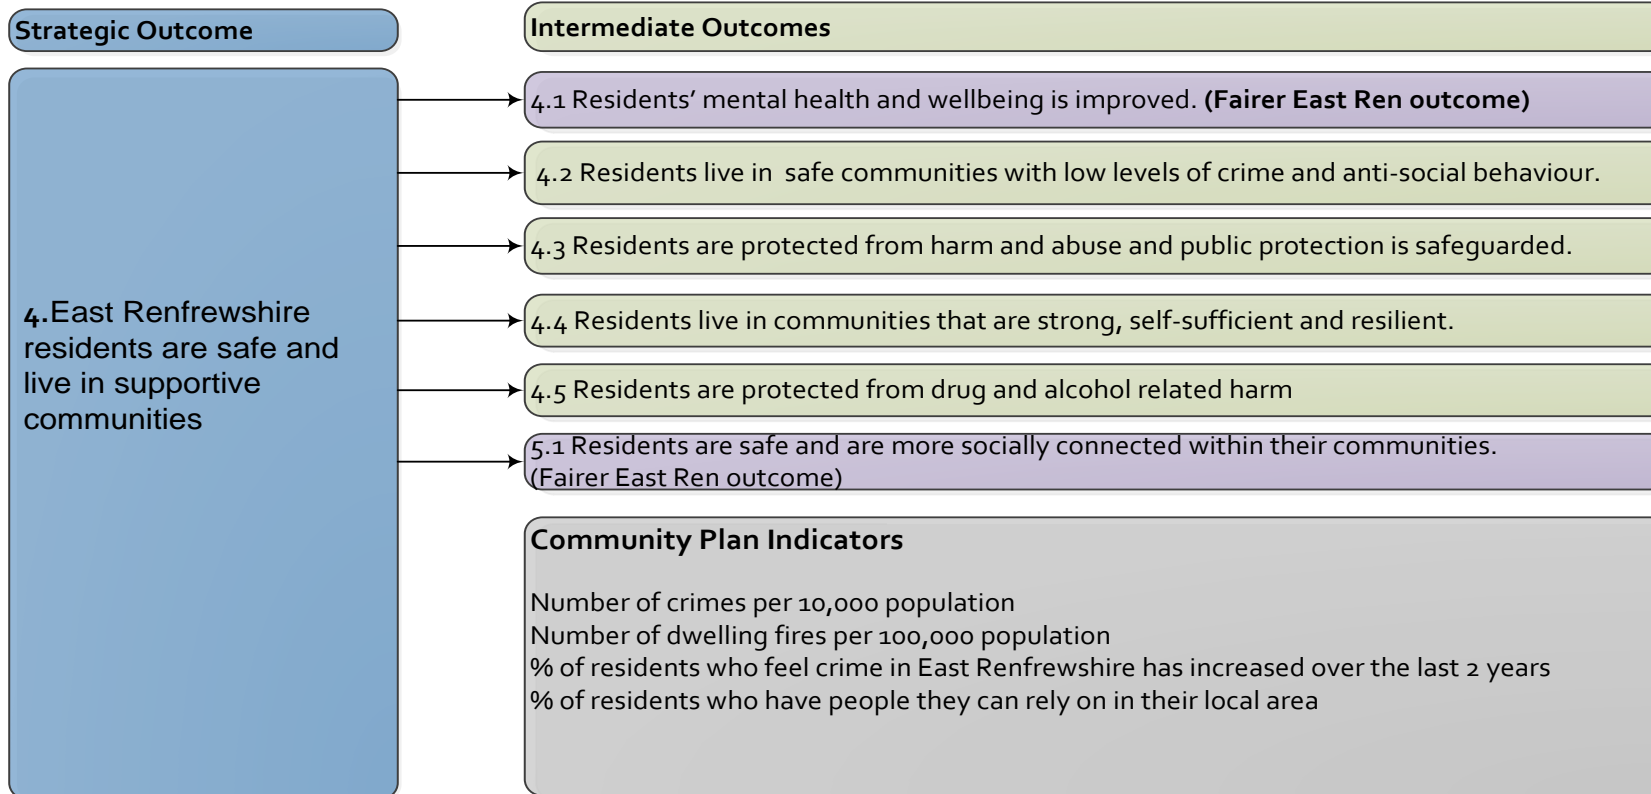 Strategic Outcome
Intermediate Outcomes
4.East Renfrewshire
residents are safe and
live in supportive
communities
4.1 Residents’ mental health and wellbeing is improved. (Fairer East Ren outcome)
4.2 Residents live in  safe communities with low levels of crime and anti-social behaviour.
4.3 Residents are protected from harm and abuse and public protection is safeguarded.
4.4 Residents live in communities that are strong, self-sufficient and resilient.
4.5 Residents are protected from drug and alcohol related harm
5.1 Residents are safe and are more socially connected within their communities.
(Fairer East Ren outcome)
Community Plan Indicators
Number of crimes per 10,000 population
Number of dwelling fires per 100,000 population
% of residents who feel crime in East Renfrewshire has increased over the last 2 years
% of residents who have people they can rely on in their local area